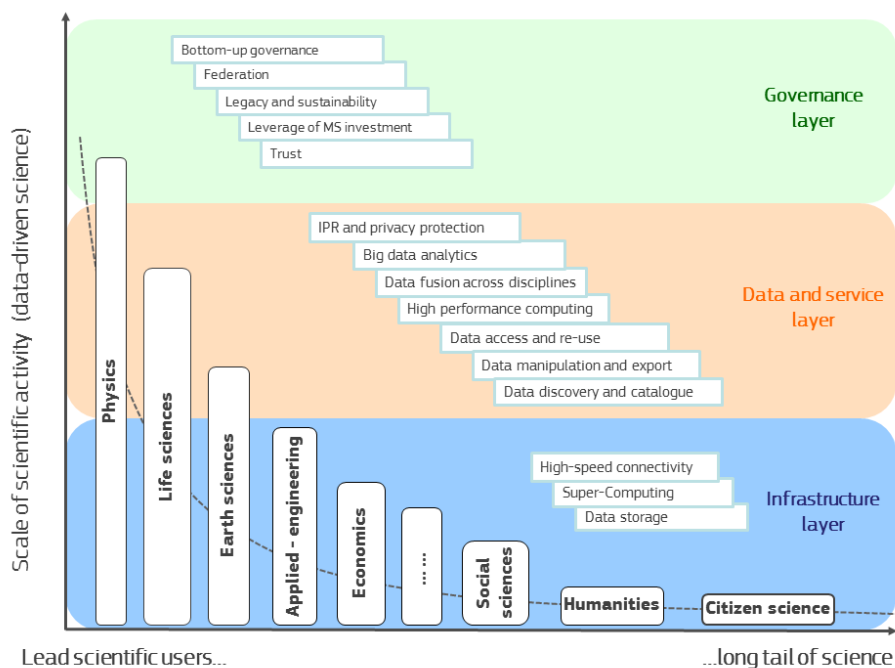 Scale of scientific activity (data-driven science)
Bottom-up governance
Federation
Legacy and sustainability
Leverage of MS investment
Trust
Governance
layer
IPR and privacy protection
Big data analytics
Data fusion across disciplines
High performance computing
Data access and re-use
Data manipulation and export
Data discovery and catalogue
Data and service
layer
High-speed connectivity
Super-Computing
Data storage
Infrastructure
layer
Physics
Life sciences
Earth sciences
Applied - engineering
Economics
... ...
Social
sciences
Humanities
Citizen science
Lead scientific users...
...long tail of science